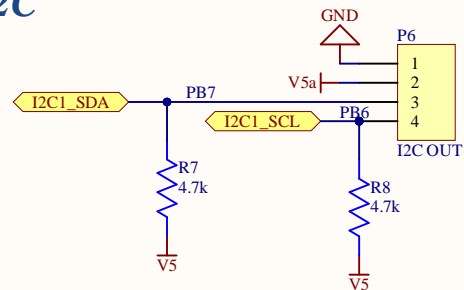 2C
GND
P6
1
V5a
2
I2C1_SDA
PB7
3
I2C1_SCL
PB6
4
I2C OUT
R7
4.7k
R8
4.7k
V5
V5